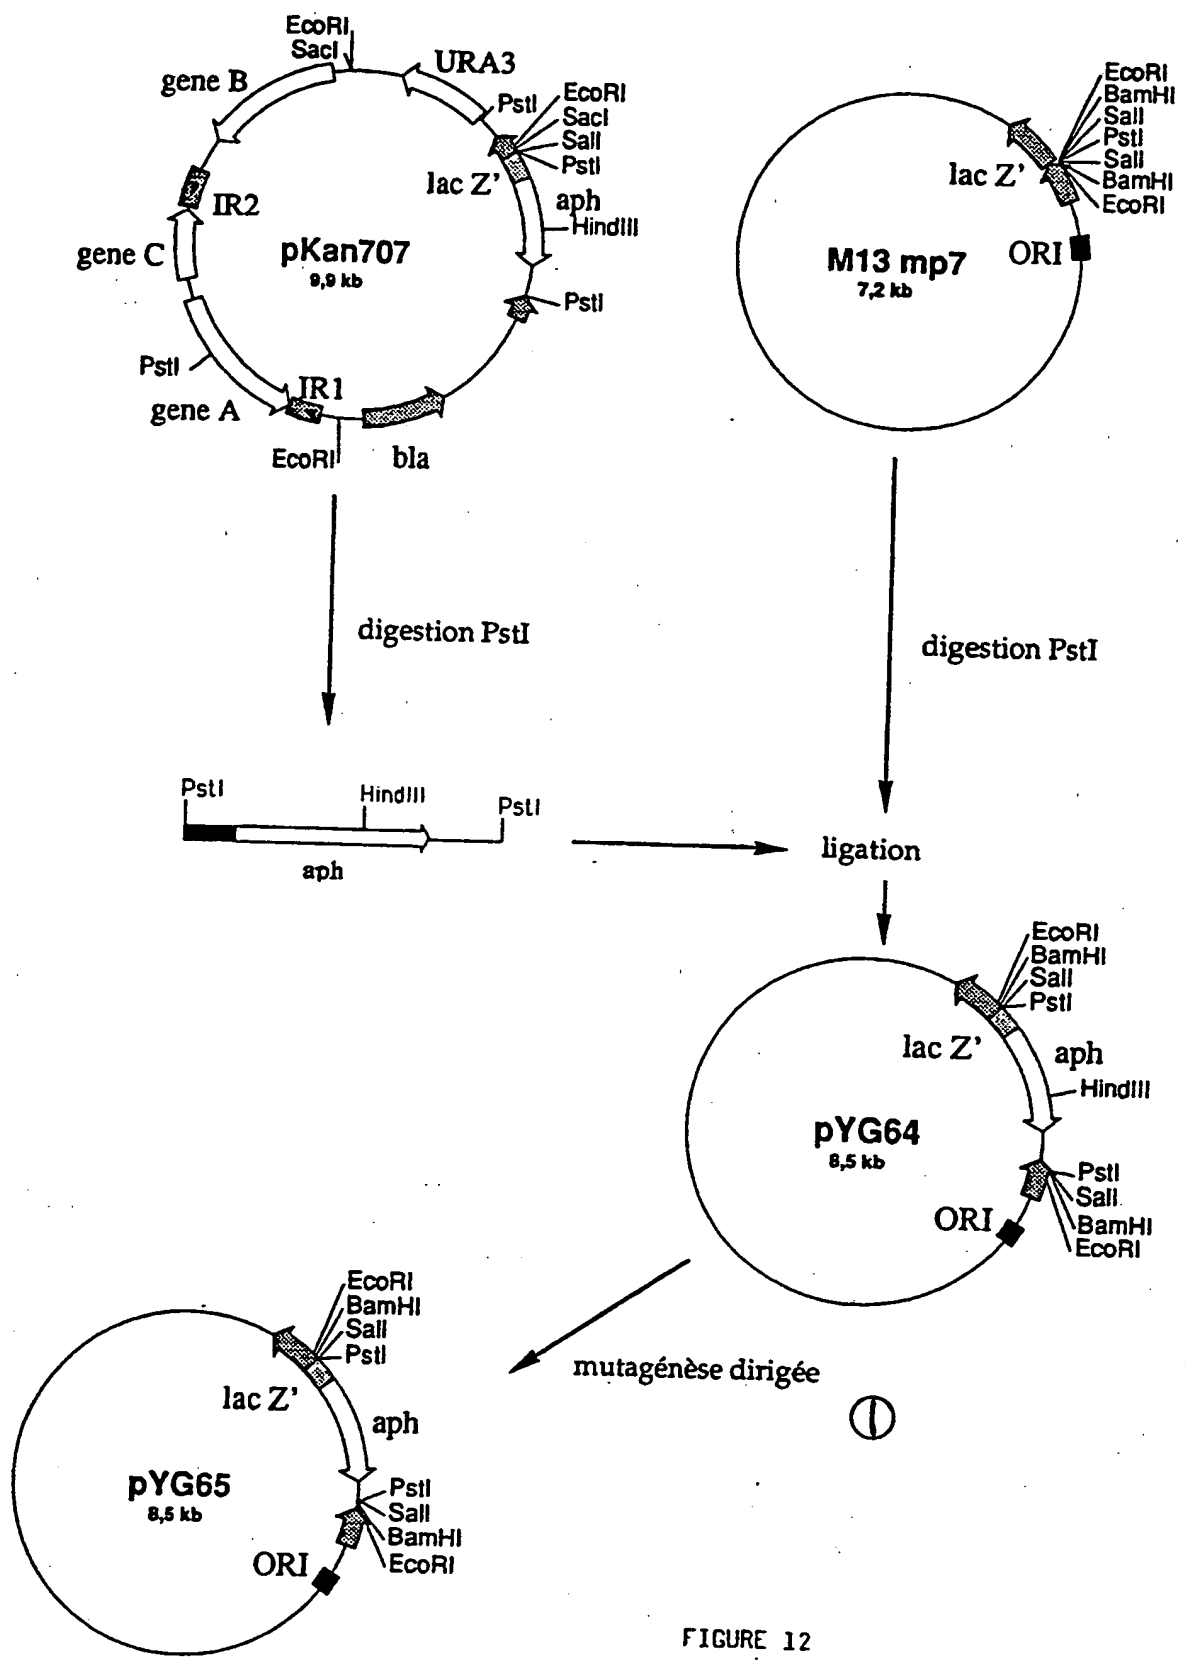 EcoRI
SacI
gene B
URA3
PstI
EcoRI
SacI
SalI
PstI
lac Z'
aph
HindIII
IR2
gene C
pKan707
9,9 kb
PstI
PstI
gene A
IR1
EcoRI
bla
EcoRI
BamHI
SalI
PstI
SalI
BamHI
EcoRI
lac Z'
ORI
M13 mp7
7,2 kb
digestion PstI
digestion PstI
PstI
HindIII
PstI
aph
ligation
EcoRI
BamHI
SalI
PstI
lac Z'
aph
HindIII
pYG64
8,5 kb
PstI
SalI
BamHI
EcoRI
ORI
mutagénèse dirigée
EcoRI
BamHI
SalI
PstI
lac Z'
aph
pYG65
8,5 kb
PstI
SalI
BamHI
EcoRI
ORI
FIGURE 12